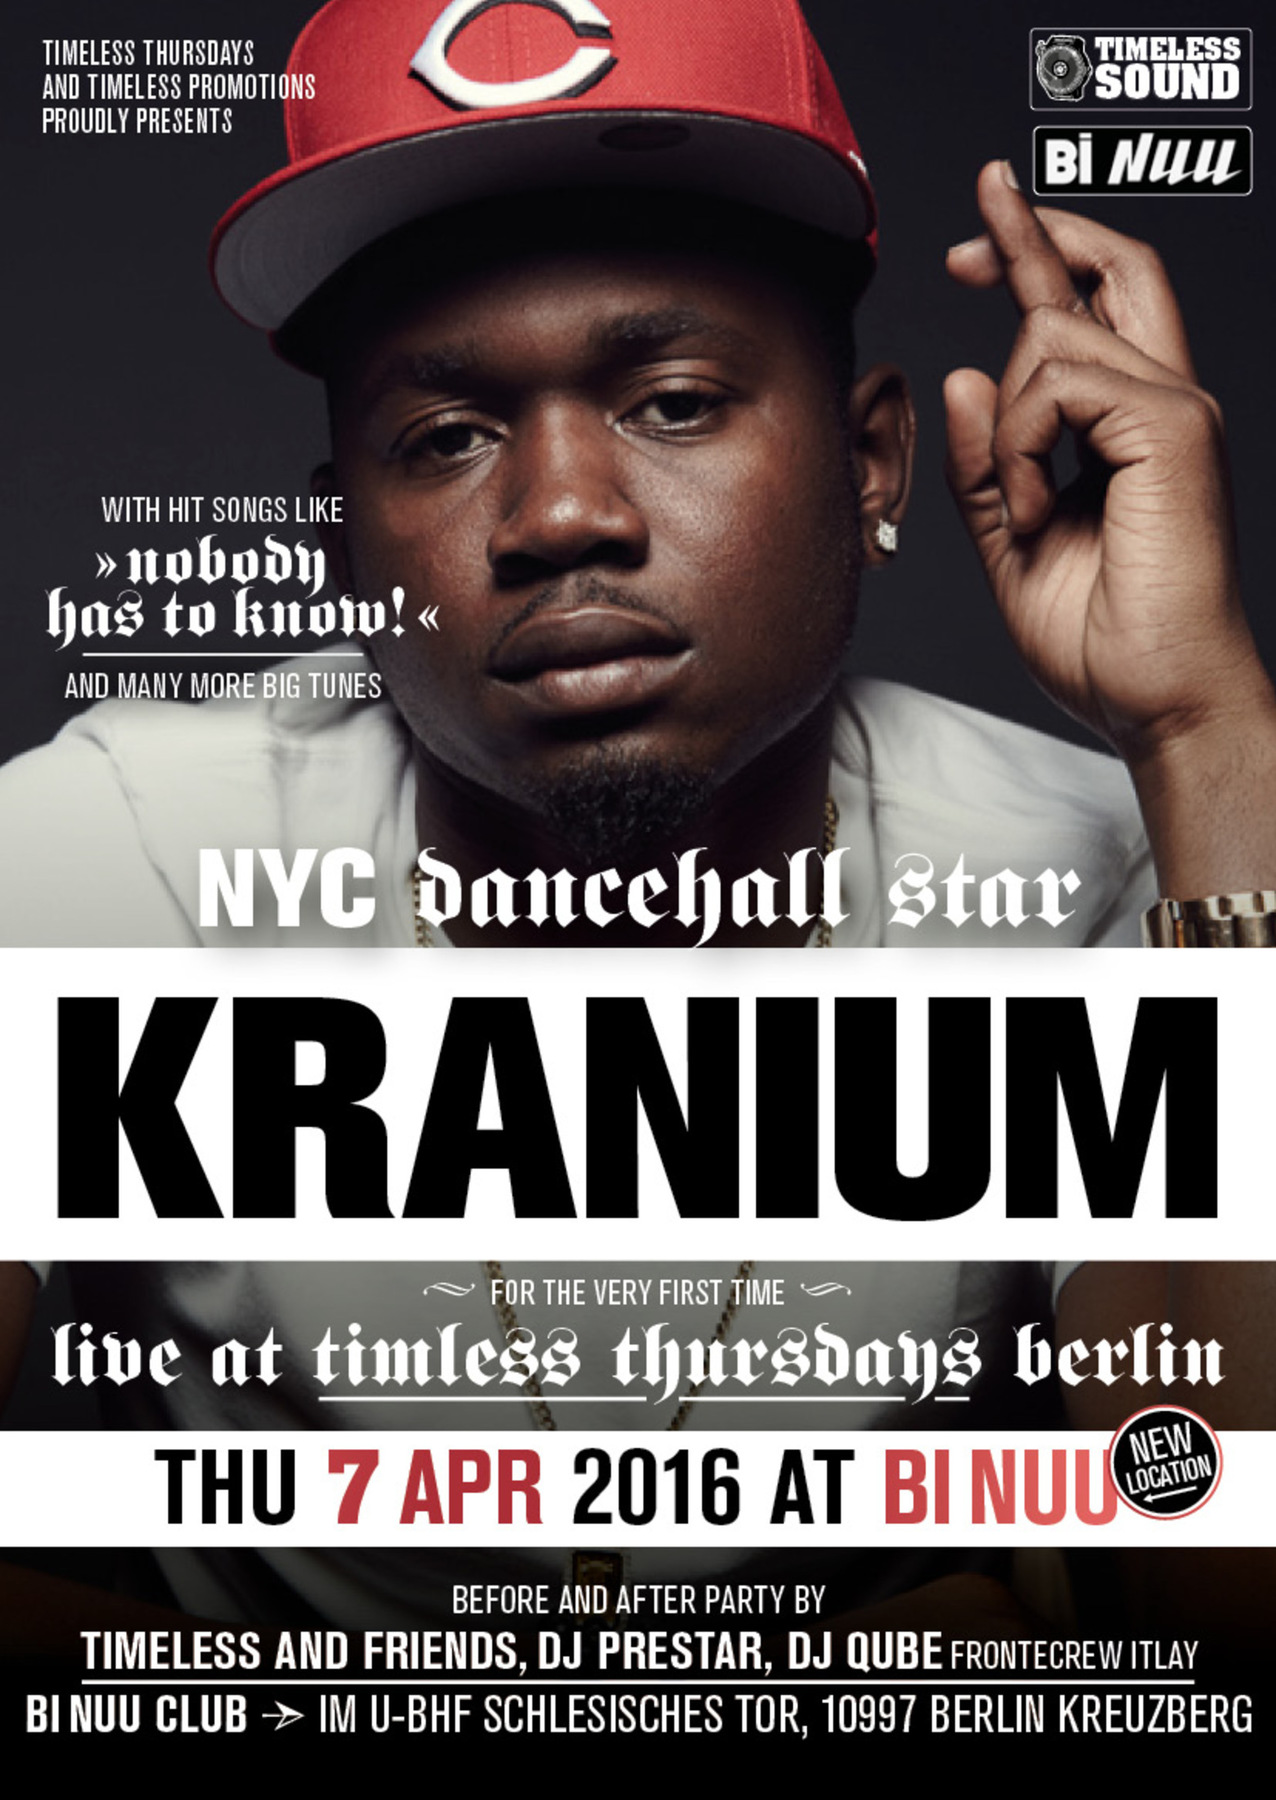 TIMELESS THURSDAYS
AND TIMELESS PROMOTIONS
PROUDLY PRESENTS
TIMELESS
SOUND
Bi NUU
C
WITH HIT SONGS LIKE
»nobody
has to know!«
AND MANY MORE BIG TUNES
NYC dancehall star
KRANIUM
FOR THE VERY FIRST TIME
live at timless thursdays berlin
THU 7 APR 2016 AT BI NUU
NEW
LOCATION
BEFORE AND AFTER PARTY BY
TIMELESS AND FRIENDS, DJ PRESTAR, DJ QUBE FRONTECREW ITLAY
BI NUU CLUB → IM U-BHF SCHLESISCHES TOR, 10997 BERLIN KREUZBERG